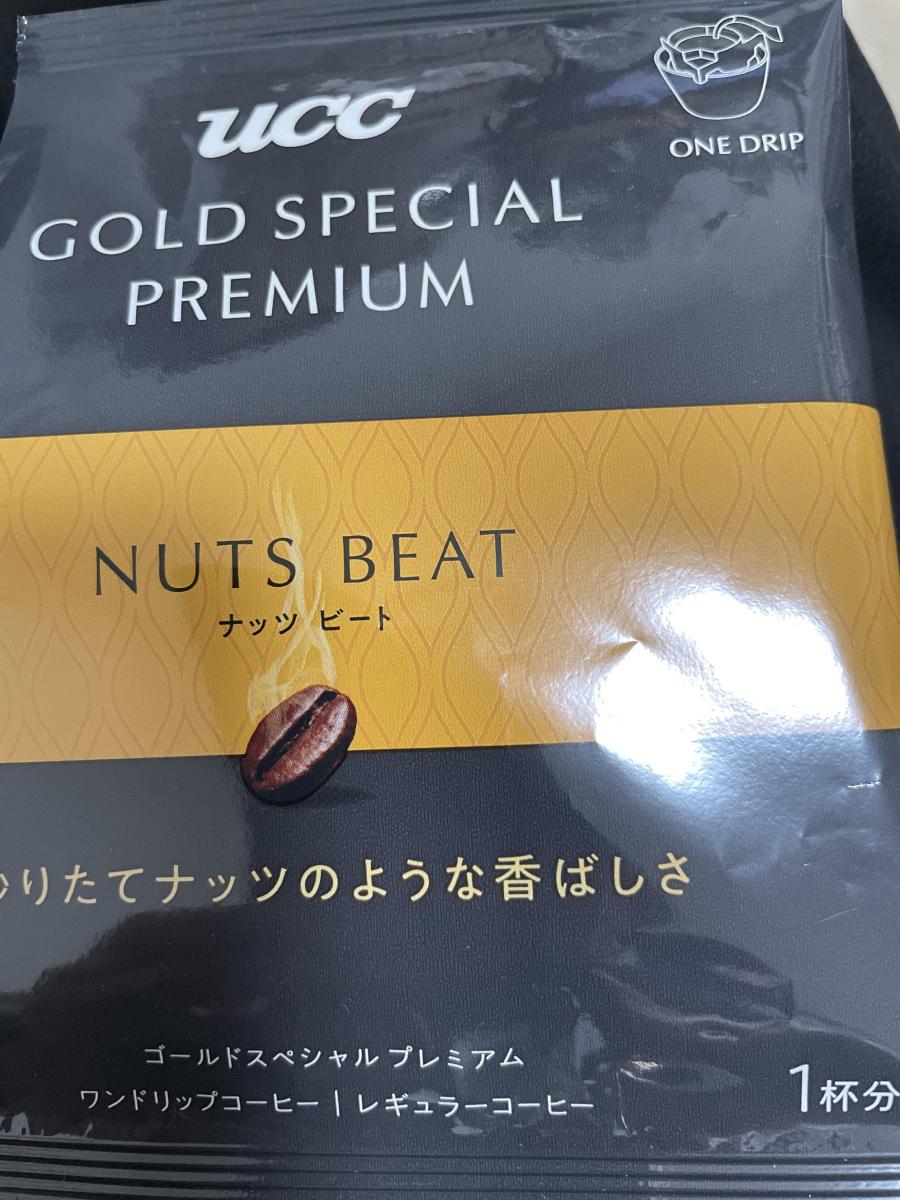 ucc
ONE DRIP
GOLD SPECIAL
PREMIUM
NUTS BEAT
ナッツ ビート
りたてナッツのような香ばしさ
ゴールドスペシャル プレミアム
ワンドリップコーヒー | レギュラーコーヒー
1杯分